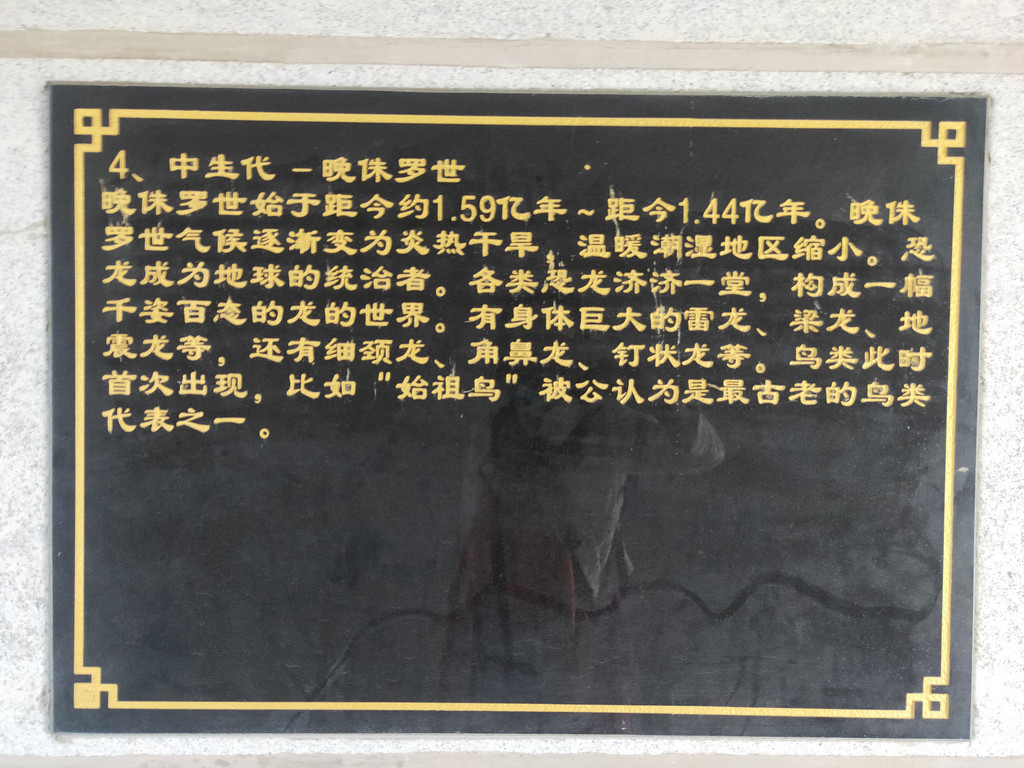 4、中生代 -晚侏罗世
晚侏罗世始于距今约1.59亿年~距今1.44亿年。晚侏
罗世气候逐渐变为炎热干旱，温暖潮湿地区缩小。恐
龙成为地球的统治者。各类恐龙济济一堂，构成一幅
千姿百态的龙的世界。有身体巨大的雷龙、梁龙、地
震龙等，还有细颈龙、角鼻龙、钉状龙等。鸟类此时
首次出现，比如“始祖鸟”被公认为是最古老的鸟类
代表之一。